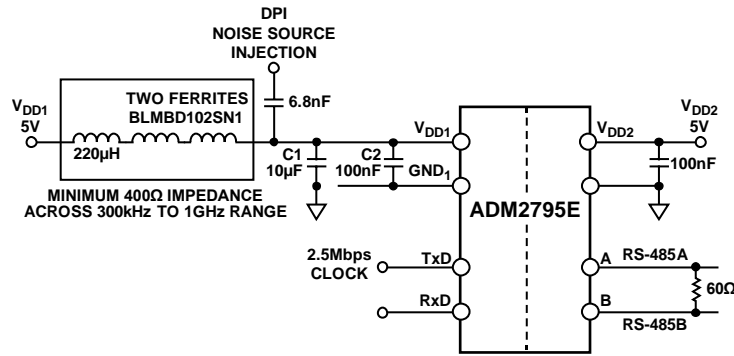 DPI
NOISE SOURCE
INJECTION
TWO FERRITES
BLMBD102SN1
6.8nF
VDD1
5V
220µH
MINIMUM 400Ω IMPEDANCE
ACROSS 300kHz TO 1GHz RANGE
C1
10µF
C2
100nF
VDD1
GND1
ADM2795E
VDD2
VDD2
5V
100nF
2.5Mbps
CLOCK
TxD
RxD
A
RS-485A
60Ω
B
RS-485B